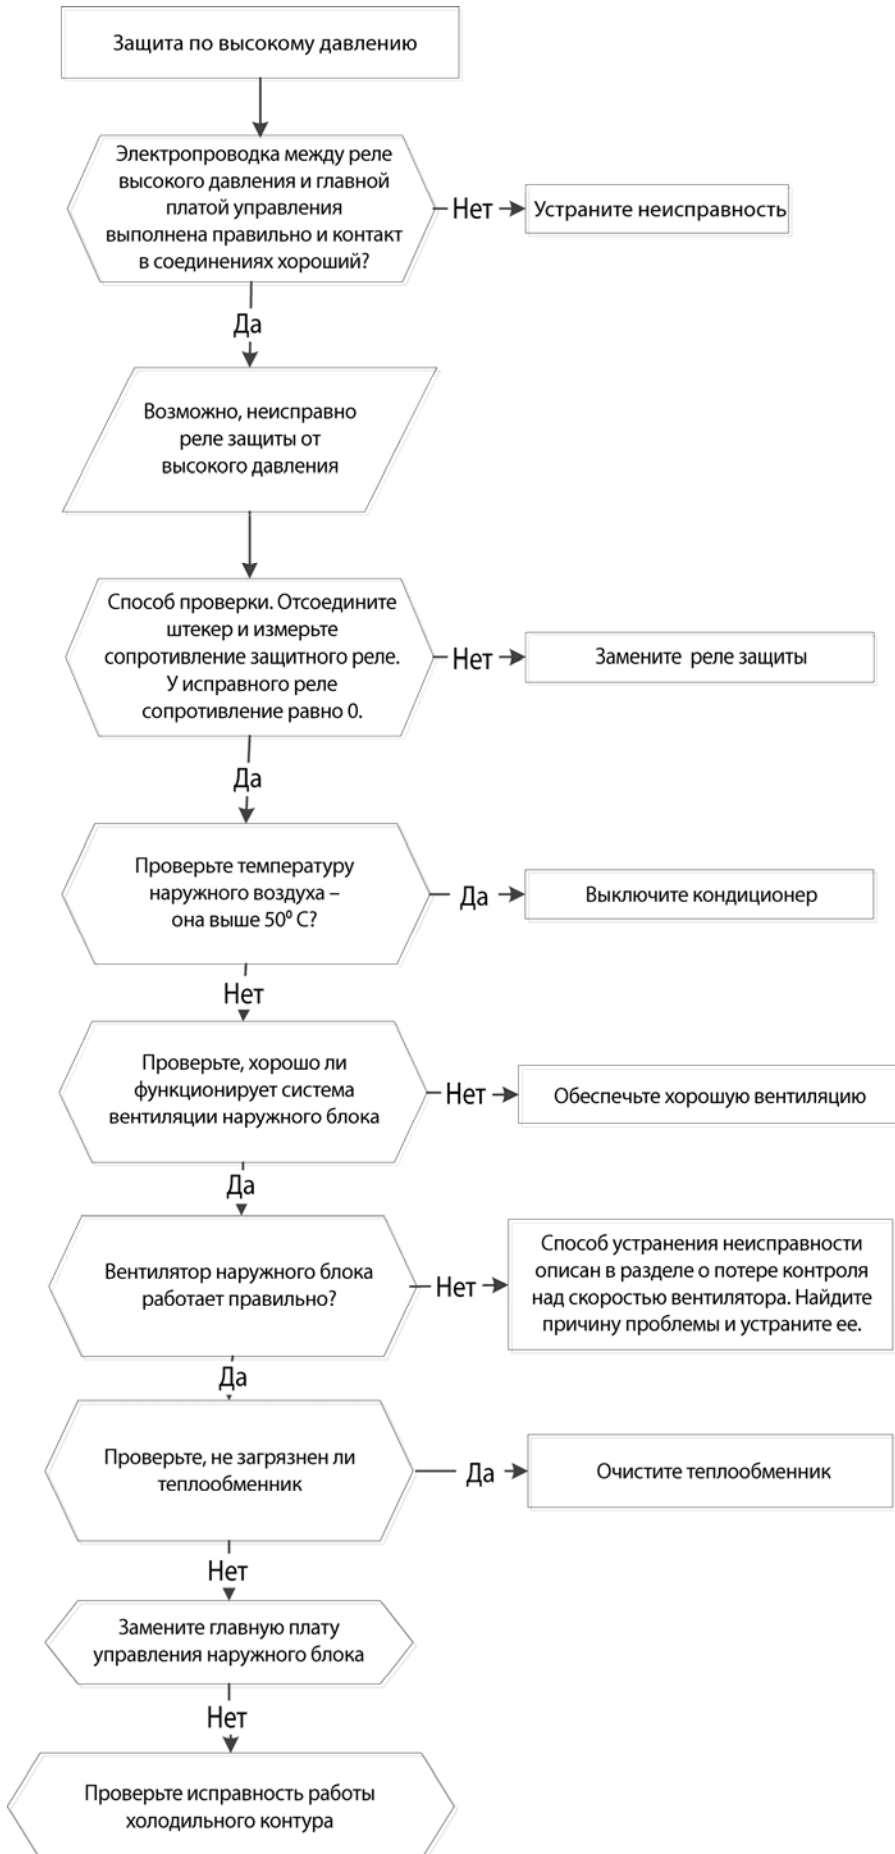 Защита по высокому давлению
Электропроводка между реле
высокого давления и главной
платой управления
выполнена правильно и контакт
в соединениях хороший?
Нет
Устраните неисправность
Да
Возможно, неисправно
реле защиты от
высокого давления
Способ проверки. Отсоедините
штекер и измерьте
сопротивление защитного реле.
У исправного реле
сопротивление равно 0.
Нет
Замените реле защиты
Да
Проверьте температуру
наружного воздуха –
она выше 50⁰ С?
Да
Выключите кондиционер
Нет
Проверьте, хорошо ли
функционирует система
вентиляции наружного блока
Нет
Обеспечьте хорошую вентиляцию
Да
Вентилятор наружного блока
работает правильно?
Нет
Способ устранения неисправности
описан в разделе о потере контроля
над скоростью вентилятора. Найдите
причину проблемы и устраните ее.
Да
Проверьте, не загрязнен ли
теплообменник
Да
Очистите теплообменник
Нет
Замените главную плату
управления наружного блока
Нет
Проверьте исправность работы
холодильного контура